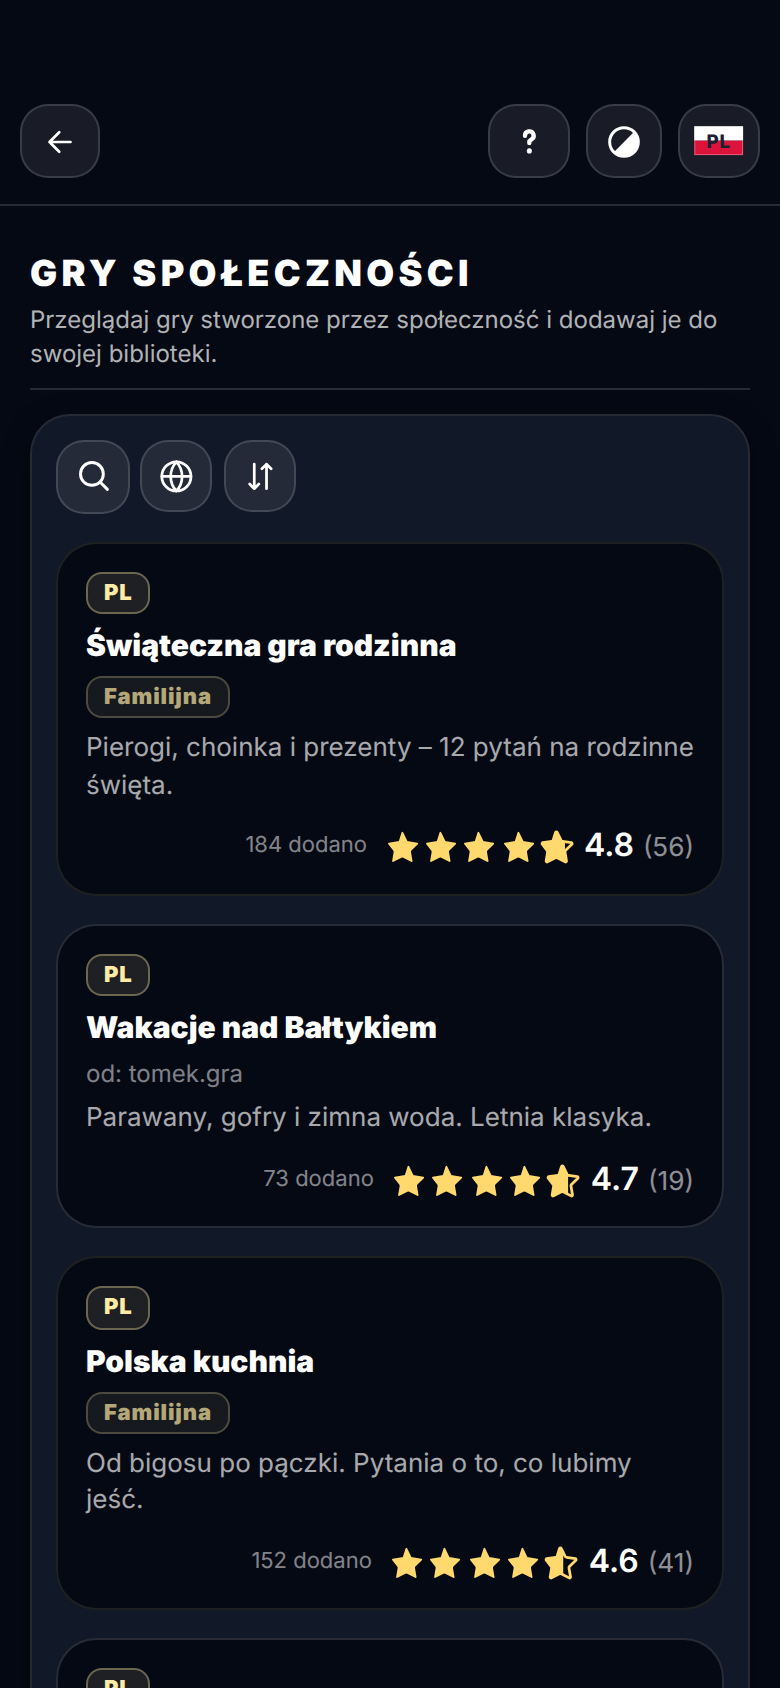 ?
PL
GRY SPOŁECZNOŚCI
Przeglądaj gry stworzone przez społeczność i dodawaj je do
swojej biblioteki.
PL
Świąteczna gra rodzinna
Familijna
Pierogi, choinka i prezenty – 12 pytań na rodzinne
święta.
184 dodano 4.8 (56)
PL
Wakacje nad Bałtykiem
od: tomek.gra
Parawany, gofry i zimna woda. Letnia klasyka.
73 dodano 4.7 (19)
PL
Polska kuchnia
Familijna
Od bigosu po pączki. Pytania o to, co lubimy
jeść.
152 dodano 4.6 (41)
PL